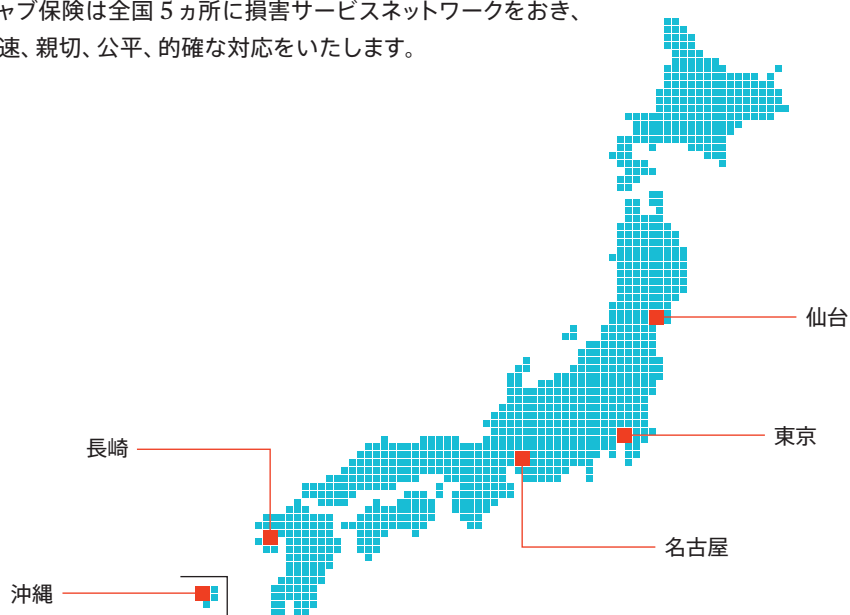 ャブ保険は全国 5 ヵ所に損害サービスネットワークをおき、
速、親切、公平、的確な対応をいたします。
仙台
東京
長崎
名古屋
沖縄